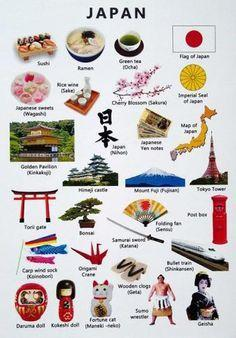 JAPAN
Sushi
Ramen
Green tea
(Ocha)
Flag of Japan
Japanese sweets
(Wagashi)
Rice wine
(Sake)
Cherry Blossom (Sakura)
Imperial Seal
of Japan
Golden Pavilion
(Kinkakuji)
日本
Japan
(Nihon)
Japanese
Yen notes
Map of
Japan
Himeji castle
Mount Fuji (Fujisan)
Tokyo Tower
Torii gate
Bonsai
Samurai sword
(Katana)
Folding fan
(Sensu)
Post box
Carp wind sock
(Koinobori)
Origami
Crane
Wooden clogs
(Geta)
Bullet train
(Shinkansen)
Daruma doll
Kokeshi doll
Fortune cat
(Maneki -neko)
Sumo
wrestler
Geisha